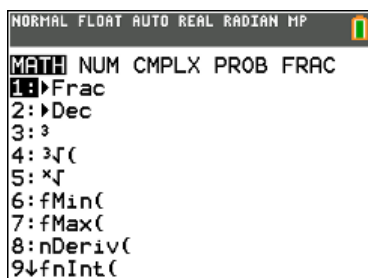 NORMAL FLOAT AUTO REAL RADIAN MP
MATH NUM CMPLX PROB FRAC
1:▶Frac
2:▶Dec
3:³
4:³√(
5:ˣ√
6:fMin(
7:fMax(
8:nDeriv(
9↓fnInt(